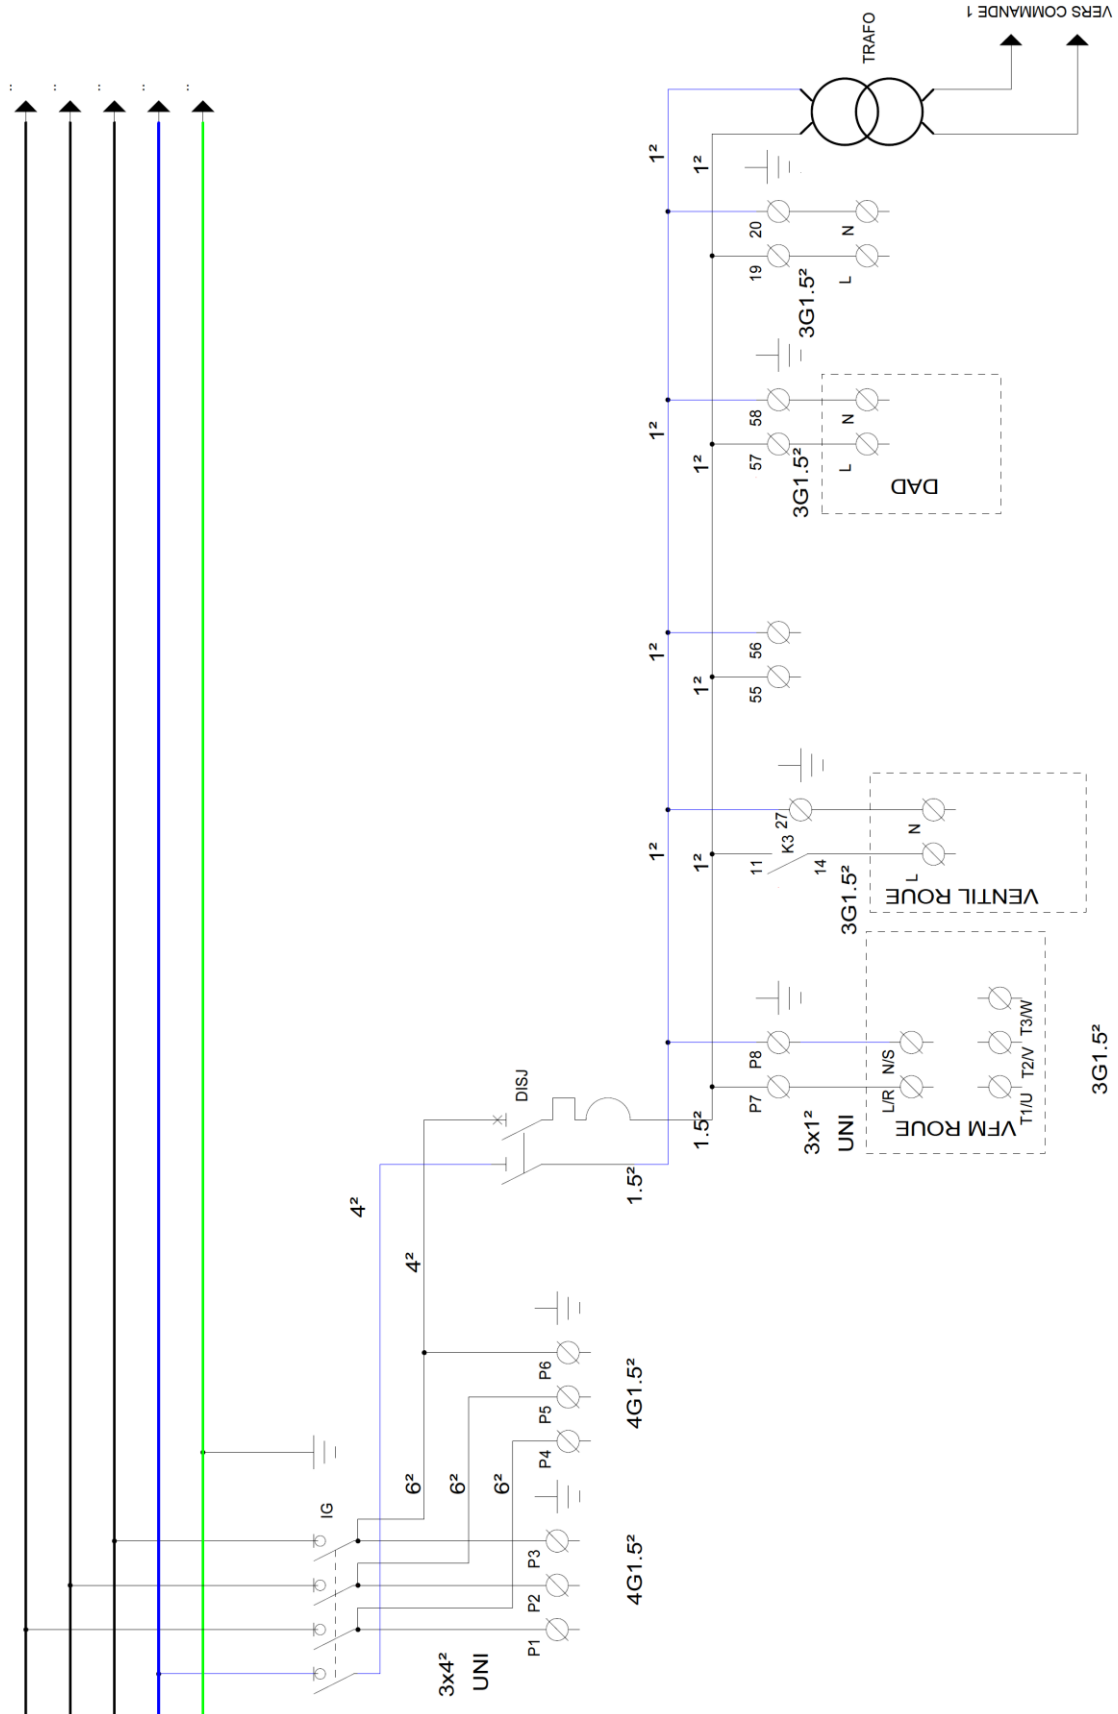 VERS COMMANDE 1
TRAFO
:
:
:
:
:
1²
1²
20
N
19
L
3G1.5²
58
N
1²
1²
57
L
3G1.5²
DAD
56
1²
1²
55
27
K3
N
1²
1²
11
14
L
3G1.5²
VENTIL ROUE
P8
N/S
T3/W
T2/V
3G1.5²
P7
L/R
T1/U
VFM ROUE
DISJ
1.5²
3x1²
UNI
1.5²
4²
4²
P6
P5
4G1.5²
P4
6²
6²
6²
IG
P3
P2
4G1.5²
P1
3x4²
UNI